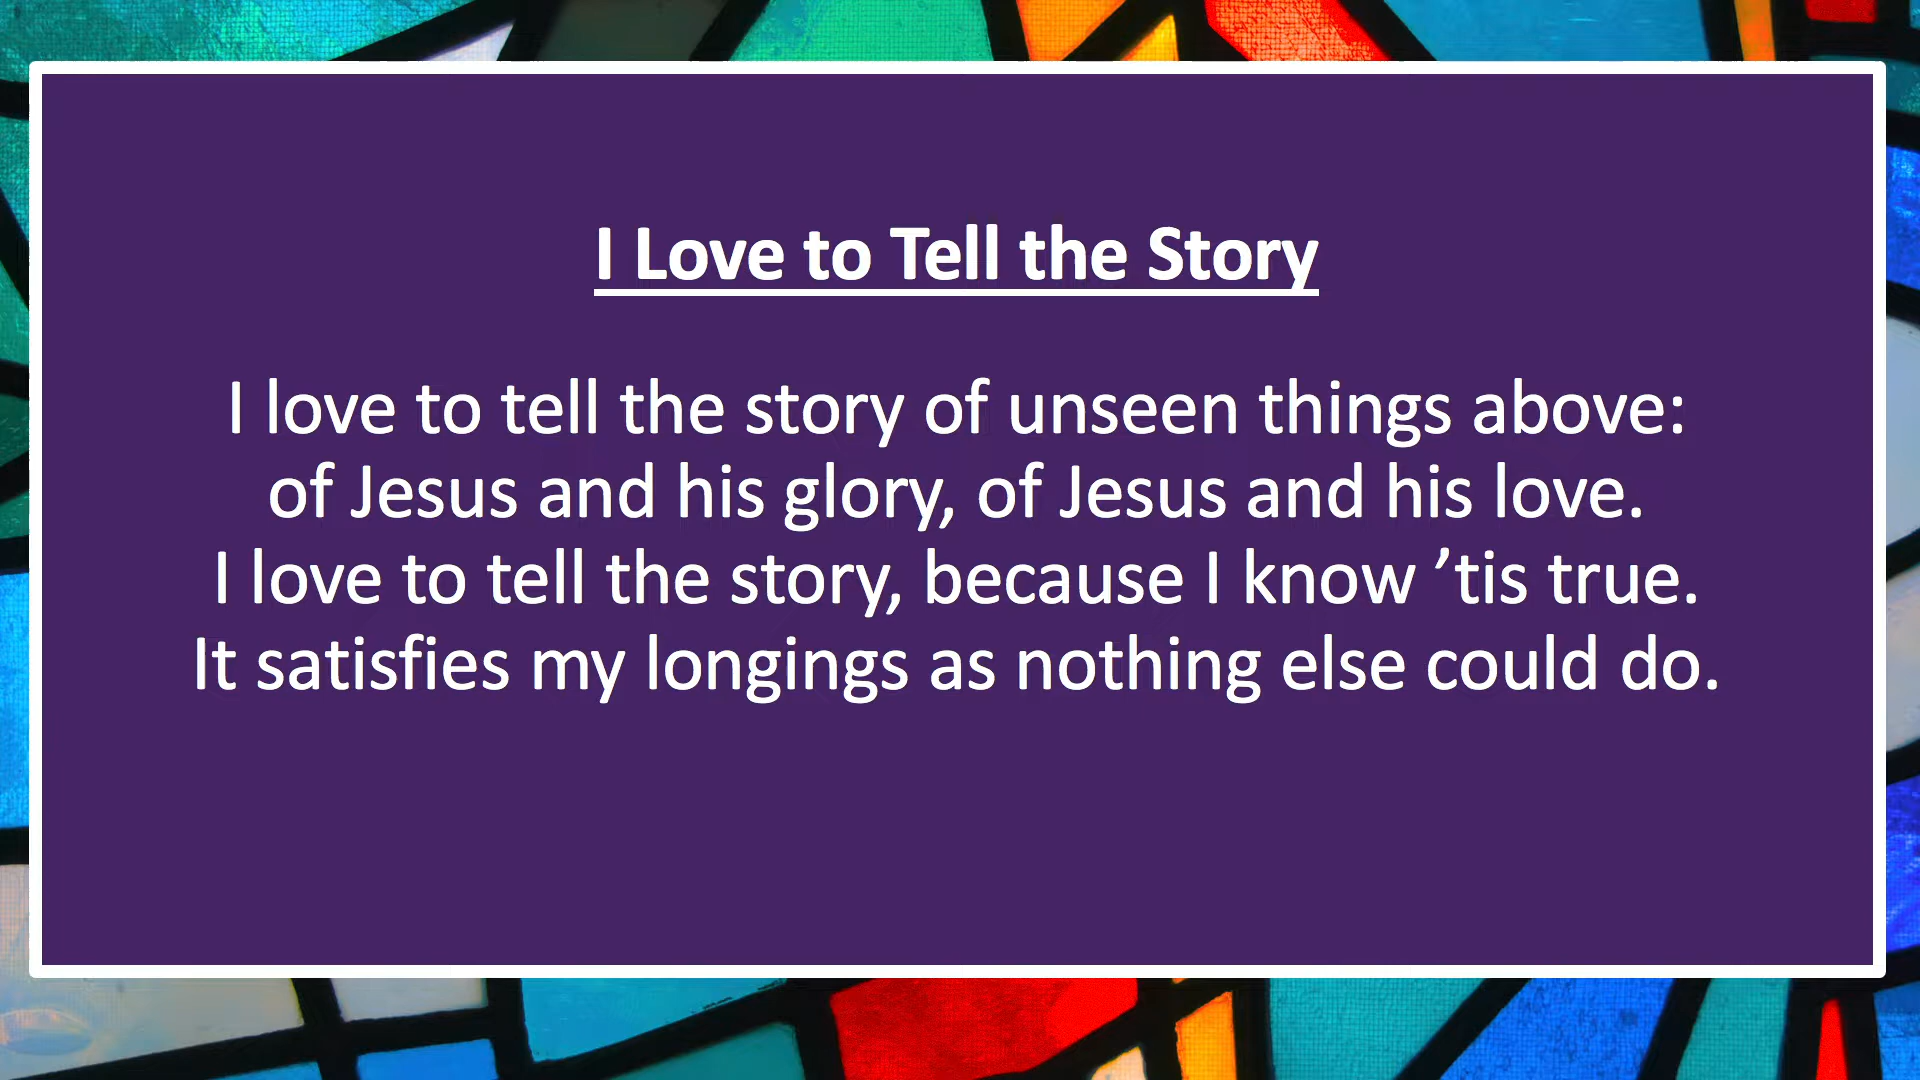 I Love to Tell the Story
I love to tell the story of unseen things above:
of Jesus and his glory, of Jesus and his love.
I love to tell the story, because I know ’tis true.
It satisfies my longings as nothing else could do.